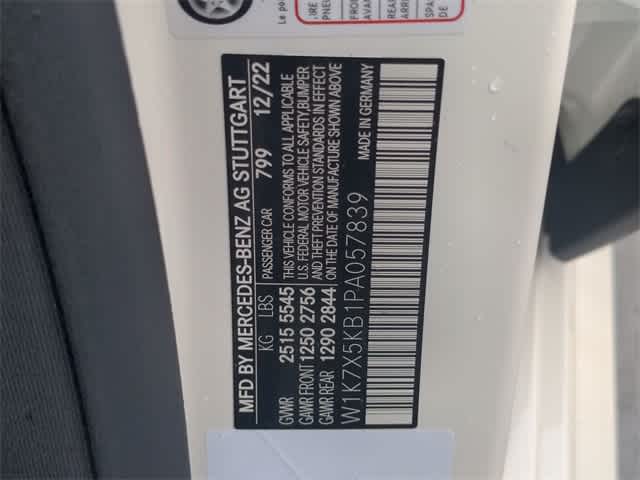 MFD BY MERCEDES-BENZ AG STUTTGART
KG LBS PASSENGER CAR 799 12/22
GVWR 2515 5545
GAWR FRONT 1250 2756
GAWR REAR 1290 2844
THIS VEHICLE CONFORMS TO ALL APPLICABLE
U.S. FEDERAL MOTOR VEHICLE SAFETY, BUMPER
AND THEFT PREVENTION STANDARDS IN EFFECT
ON THE DATE OF MANUFACTURE SHOWN ABOVE
MADE IN GERMANY
W1K7X5KB1PA057839
Le po